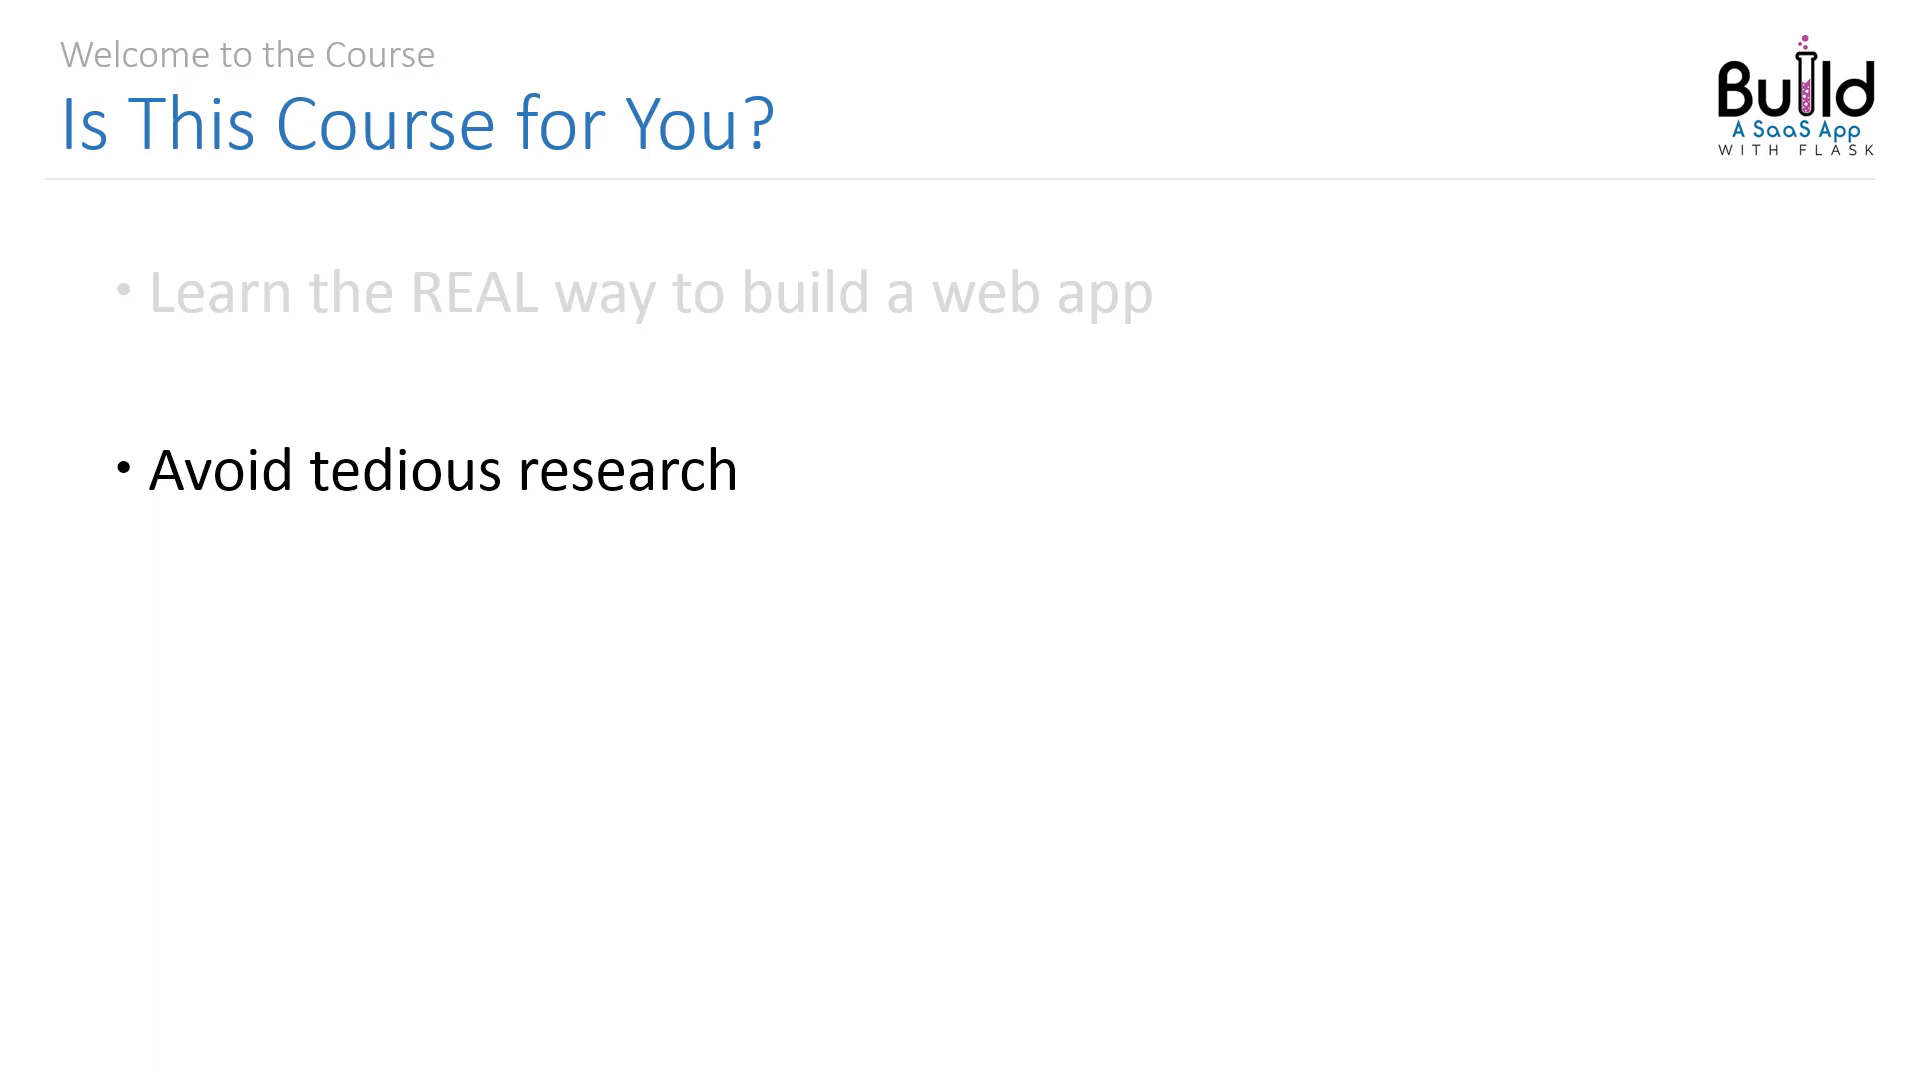 Welcome to the Course
Is This Course for You?
Build
A SaaS App
WITH FLASK
• Learn the REAL way to build a web app
• Avoid tedious research